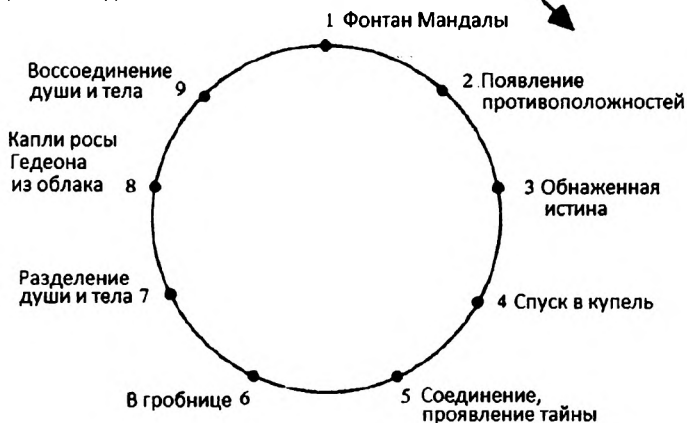 1 Фонтан Мандалы
2 Появление
противоположностей
3 Обнаженная
истина
4 Спуск в купель
5 Соединение,
проявление тайны
В гробнице 6
Разделение
души и тела 7
Капли росы
Гедеона
из облака 8
Воссоединение
души и тела 9